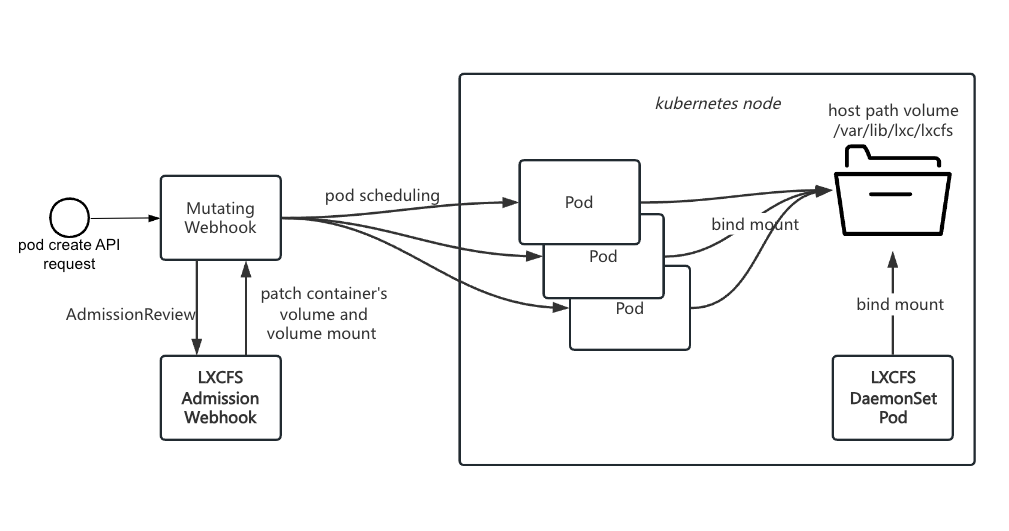 kubernetes node
host path volume
/var/lib/lxc/lxcfs
pod scheduling
Pod
Mutating
Webhook
bind mount
pod create API
request
Pod
AdmissionReview
patch container's
volume and
volume mount
Pod
bind mount
LXCFS
Admission
Webhook
LXCFS
DaemonSet
Pod